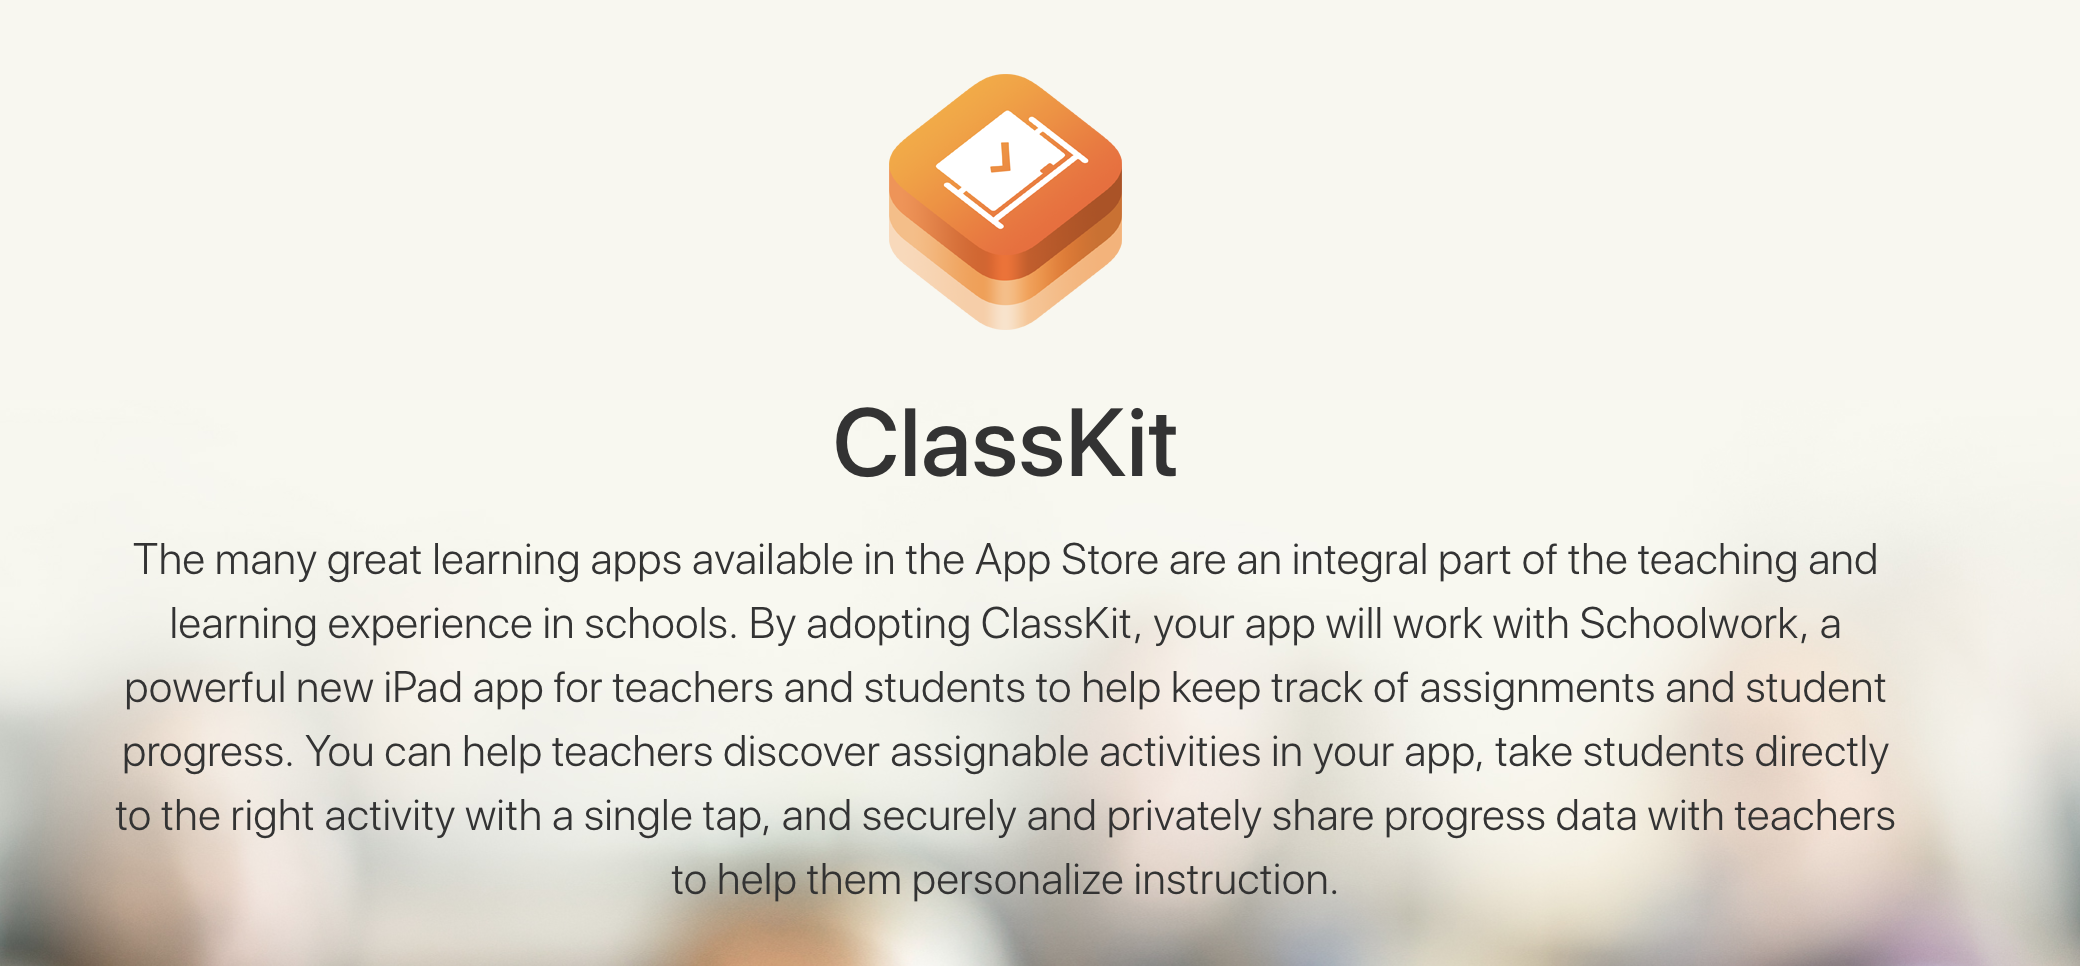 ClassKit
The many great learning apps available in the App Store are an integral part of the teaching and
learning experience in schools. By adopting ClassKit, your app will work with Schoolwork, a
powerful new iPad app for teachers and students to help keep track of assignments and student
progress. You can help teachers discover assignable activities in your app, take students directly
to the right activity with a single tap, and securely and privately share progress data with teachers
to help them personalize instruction.